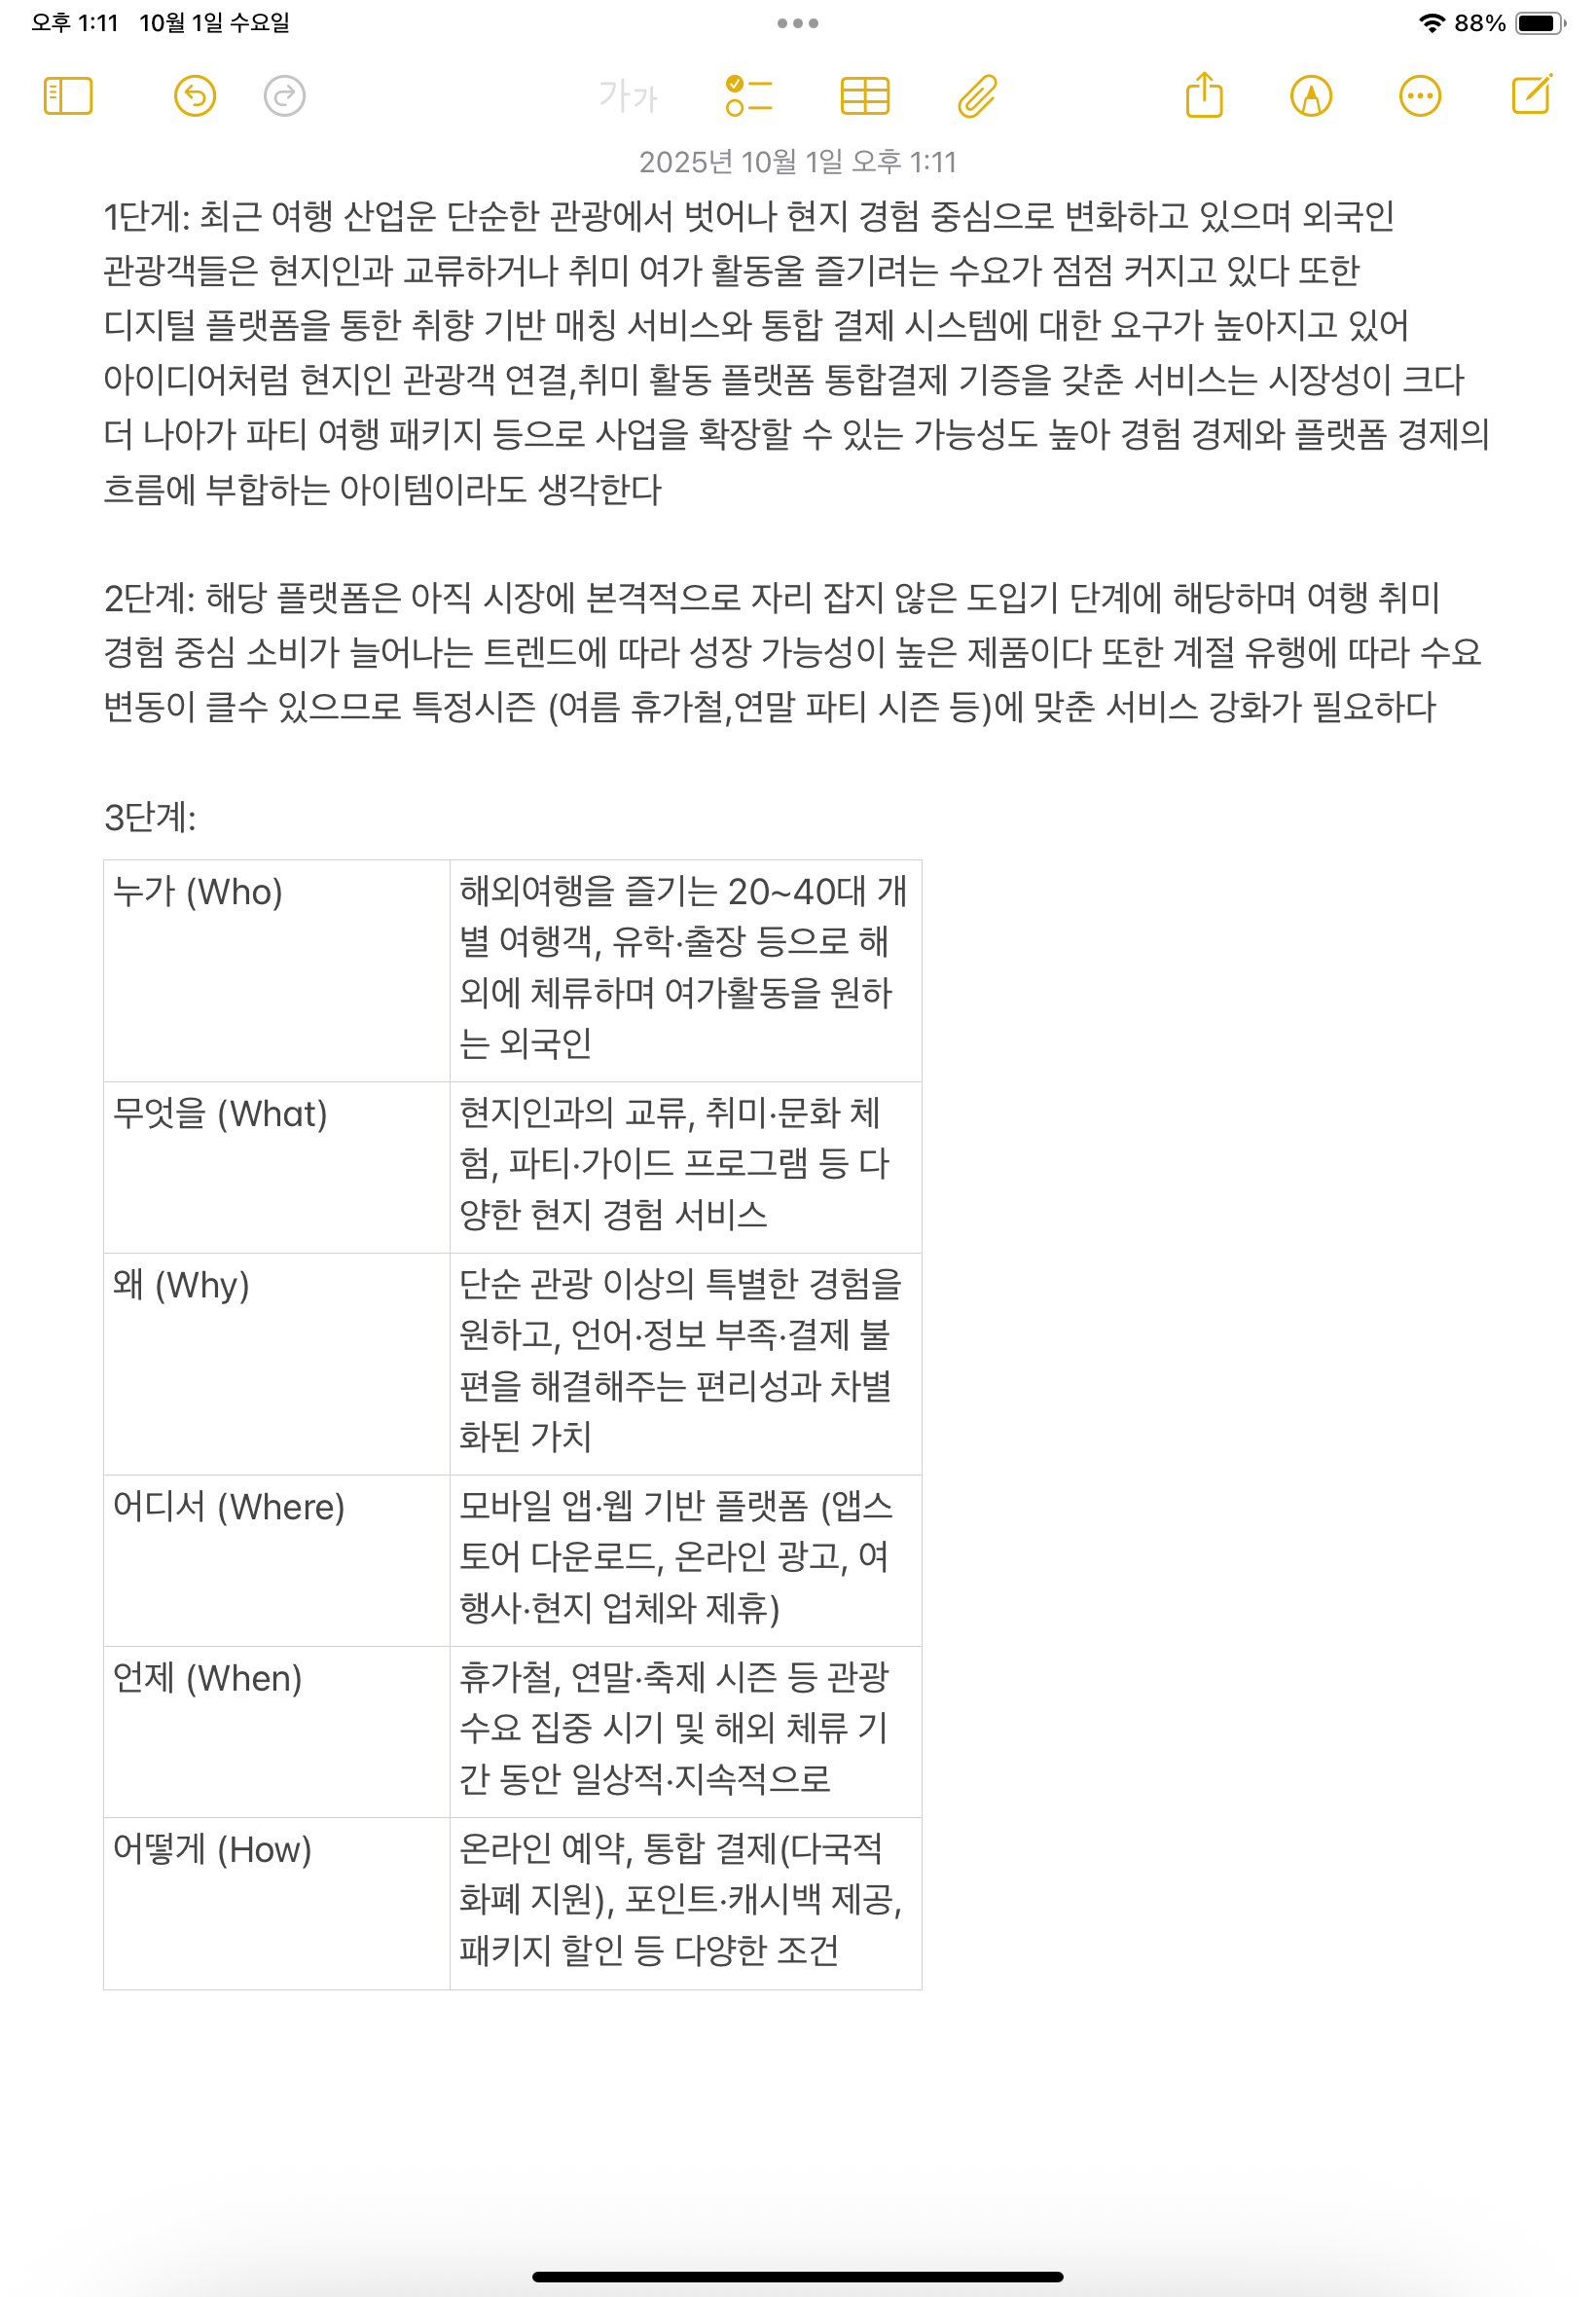 오후 1:11 10월 1일 수요일
88%
가가
2025년 10월 1일 오후 1:11
1단게: 최근 여행 산업운 단순한 관광에서 벗어나 현지 경험 중심으로 변화하고 있으며 외국인
관광객들은 현지인과 교류하거나 취미 여가 활동울 즐기려는 수요가 점점 커지고 있다 또한
디지털 플랫폼을 통한 취향 기반 매칭 서비스와 통합 결제 시스템에 대한 요구가 높아지고 있어
아이디어처럼 현지인 관광객 연결,취미 활동 플랫폼 통합결제 기증을 갖춘 서비스는 시장성이 크다
더 나아가 파티 여행 패키지 등으로 사업을 확장할 수 있는 가능성도 높아 경험 경제와 플랫폼 경제의
흐름에 부합하는 아이템이라도 생각한다
2단계: 해당 플랫폼은 아직 시장에 본격적으로 자리 잡지 않은 도입기 단계에 해당하며 여행 취미
경험 중심 소비가 늘어나는 트렌드에 따라 성장 가능성이 높은 제품이다 또한 계절 유행에 따라 수요
변동이 클수 있으므로 특정시즌 (여름 휴가철,연말 파티 시즌 등)에 맞춘 서비스 강화가 필요하다
3단계:
누가 (Who)
해외여행을 즐기는 20~40대 개
별 여행객, 유학·출장 등으로 해
외에 체류하며 여가활동을 원하
는 외국인
무엇을 (What)
현지인과의 교류, 취미·문화 체
험, 파티·가이드 프로그램 등 다
양한 현지 경험 서비스
왜 (Why)
단순 관광 이상의 특별한 경험을
원하고, 언어·정보 부족·결제 불
편을 해결해주는 편리성과 차별
화된 가치
어디서 (Where)
모바일 앱·웹 기반 플랫폼 (앱스
토어 다운로드, 온라인 광고, 여
행사·현지 업체와 제휴)
언제 (When)
휴가철, 연말·축제 시즌 등 관광
수요 집중 시기 및 해외 체류 기
간 동안 일상적·지속적으로
어떻게 (How)
온라인 예약, 통합 결제(다국적
화폐 지원), 포인트·캐시백 제공,
패키지 할인 등 다양한 조건